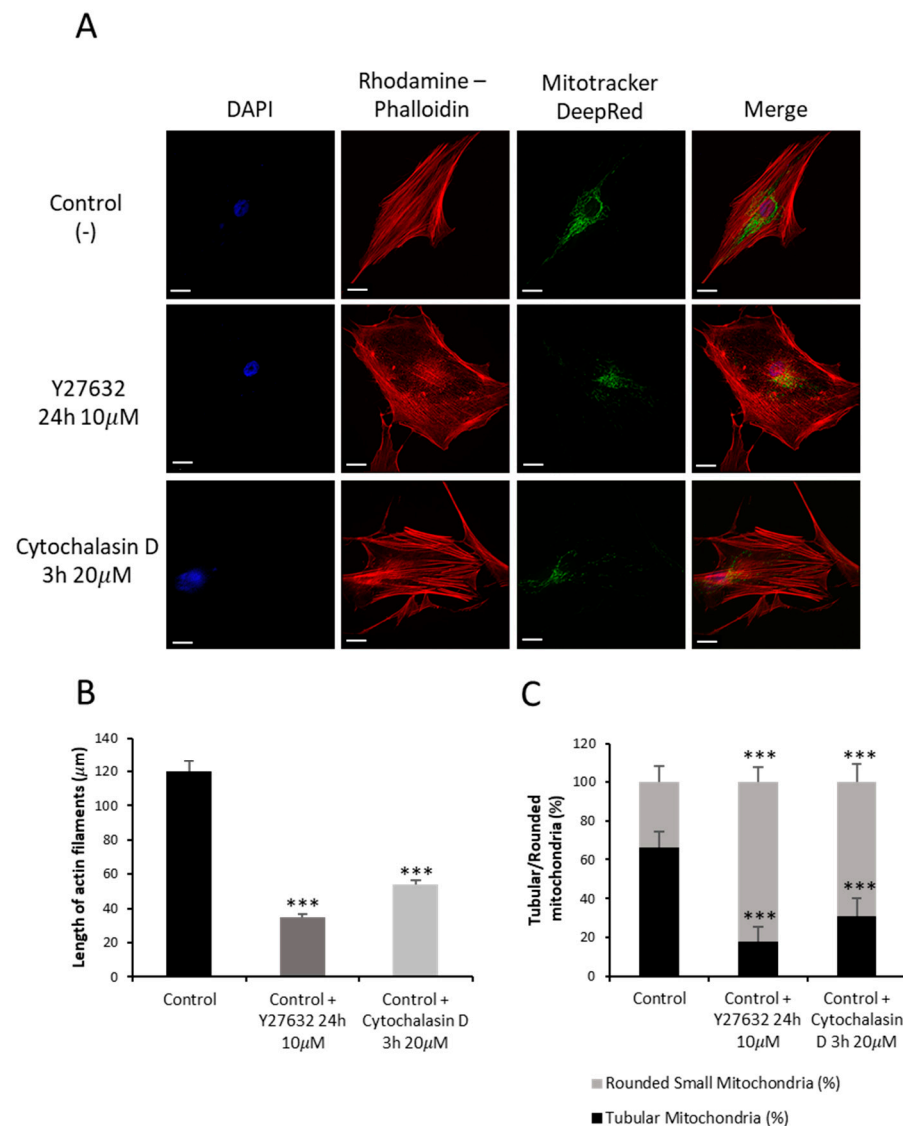 A
DAPI
Rhodamine –
Phalloidin
Mitotracker
DeepRed
Merge
Control
(-)
Y27632
24h 10μM
Cytochalasin D
3h 20μM
B
Length of actin filaments (μm)
140
120
100
80
60
40
20
0
***
***
Control
Control +
Y27632 24h
10μM
Control +
Cytochalasin D
3h 20μM
C
Tubular/Rounded
mitochondria (%)
120
100
80
60
40
20
0
***
***
***
***
Control
Control +
Y27632 24h
10μM
Control +
Cytochalasin
D 3h 20μM
Rounded Small Mitochondria (%)
Tubular Mitochondria (%)